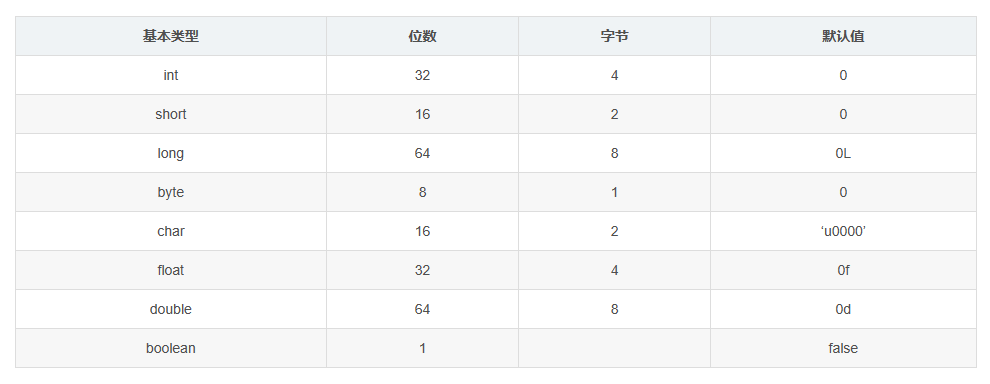 基本类型 位数 字节 默认值
int 32 4 0
short 16 2 0
long 64 8 0L
byte 8 1 0
char 16 2 ‘u0000’
float 32 4 0f
double 64 8 0d
boolean 1 false